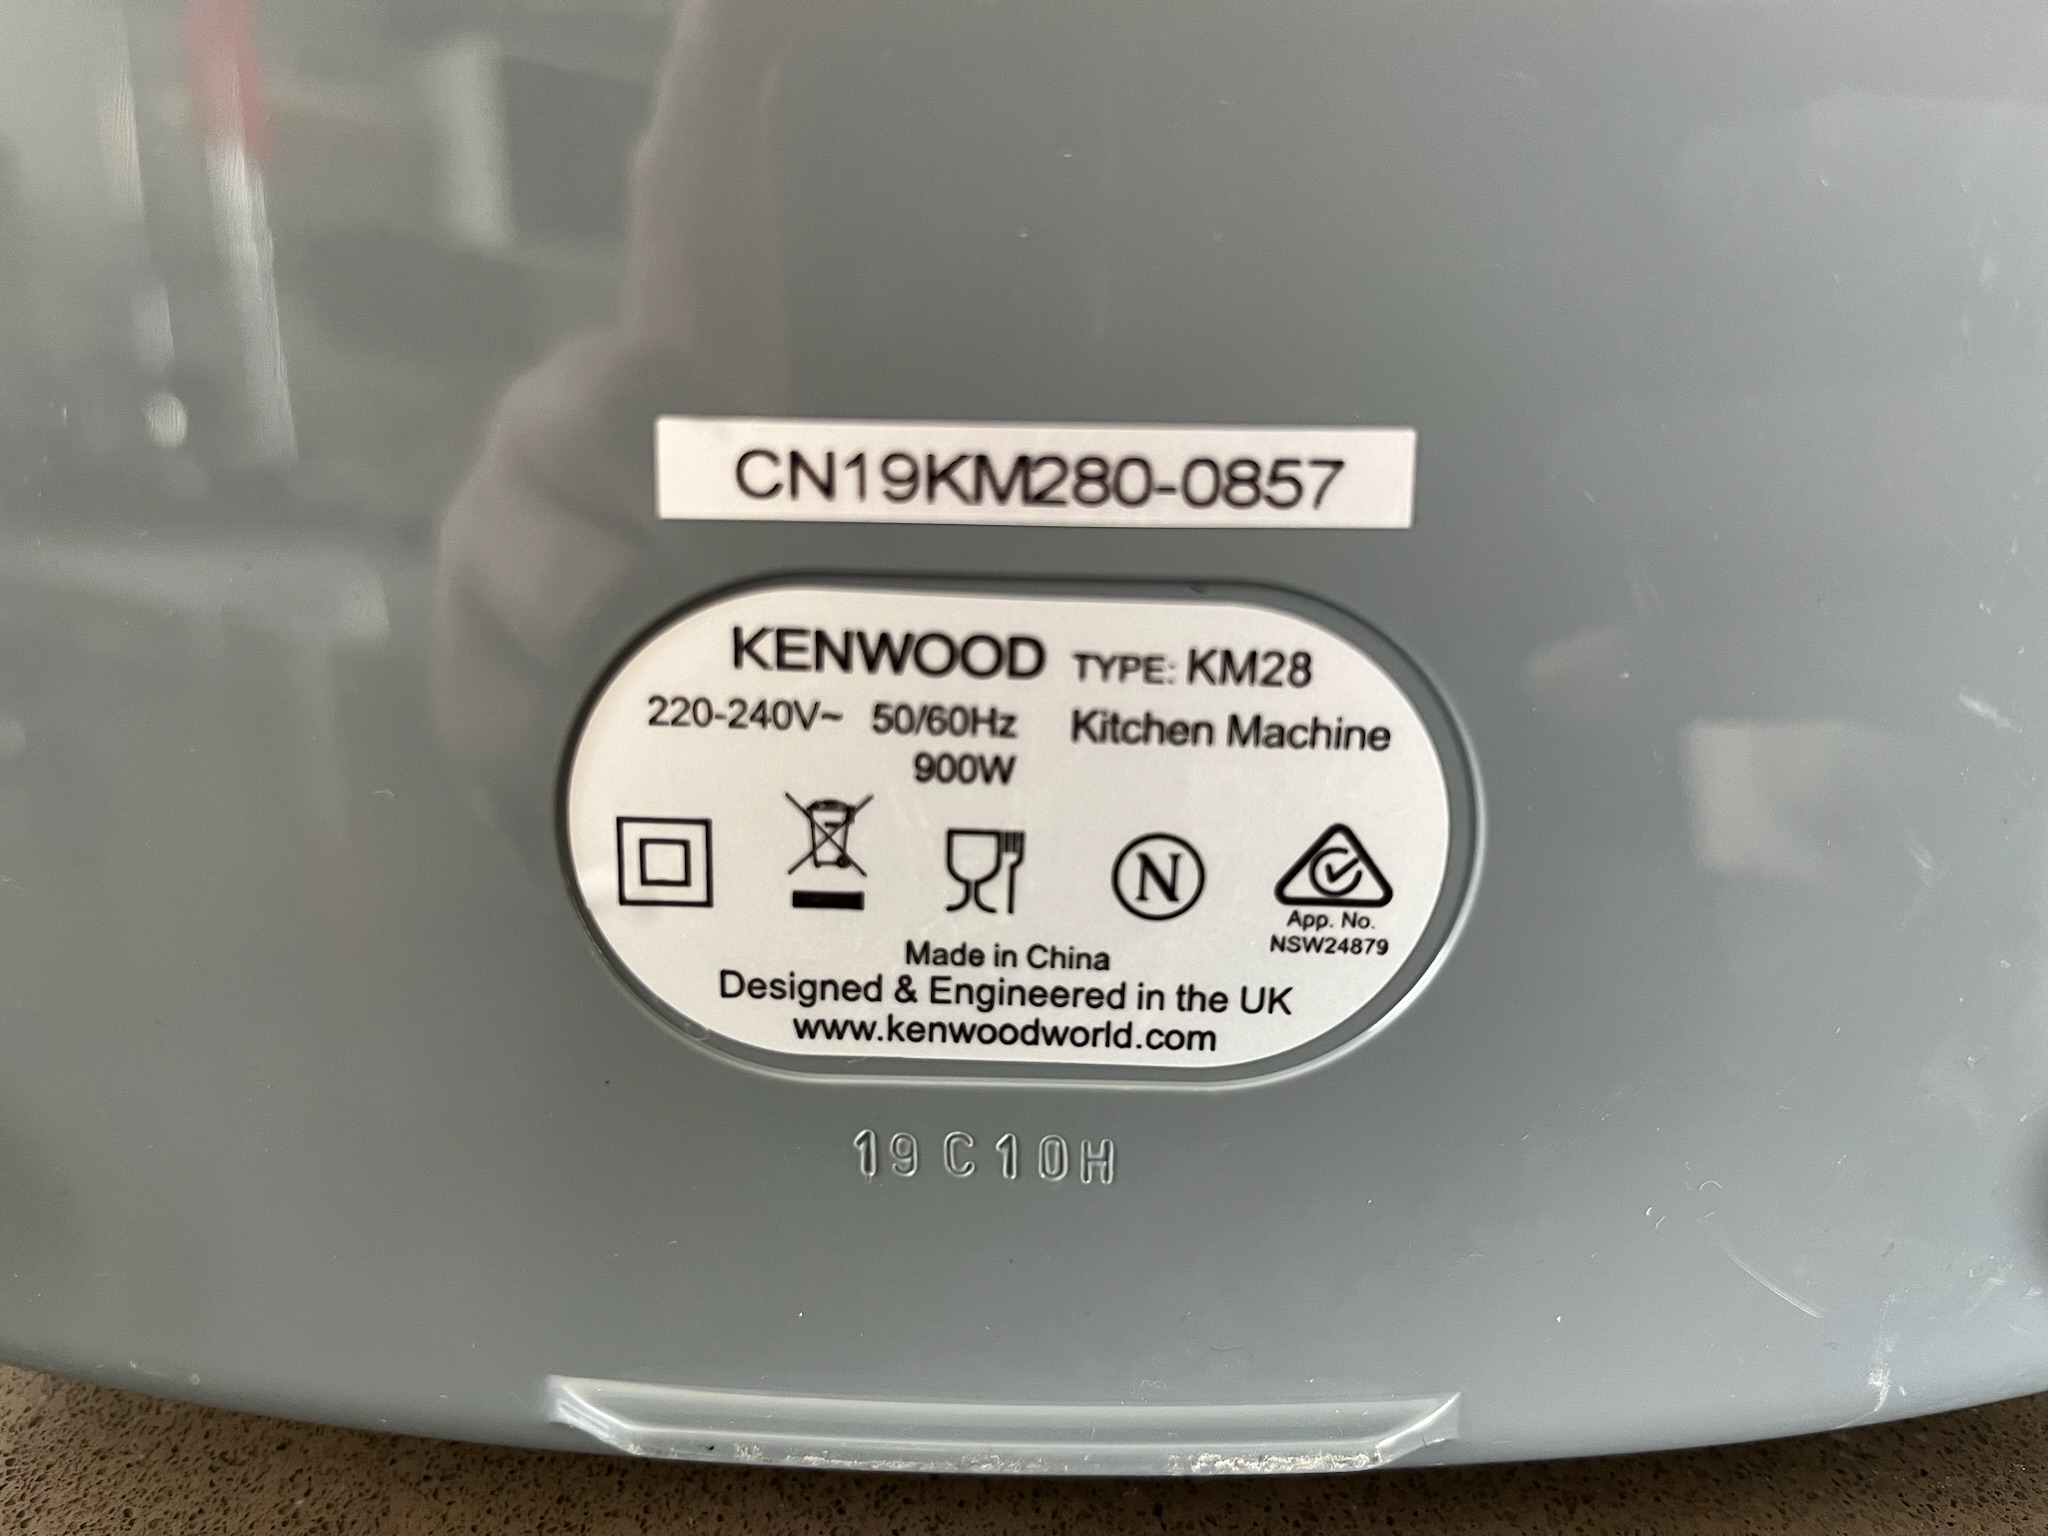 CN19KM280-0857
KENWOOD TYPE: KM28
220-240V~ 50/60Hz Kitchen Machine
900W
N
App. No.
NSW24879
Made in China
Designed & Engineered in the UK
www.kenwoodworld.com
19 C 10H